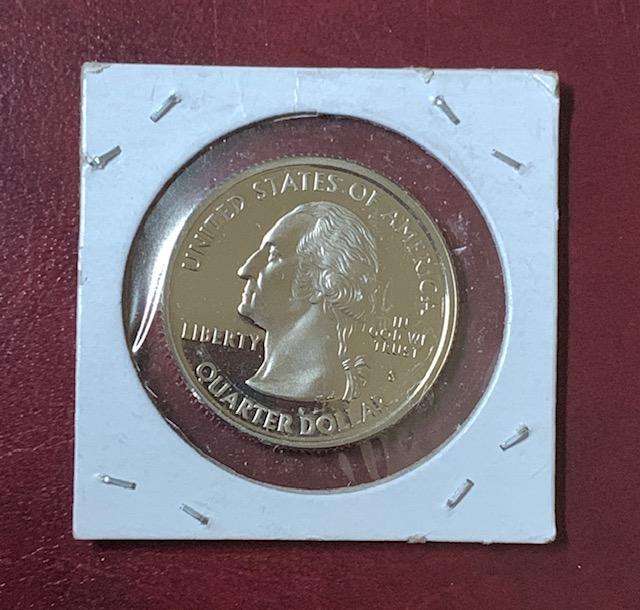 UNITED STATES OF AMERICA
LIBERTY
IN
GOD WE
TRUST
S
QUARTER DOLLAR